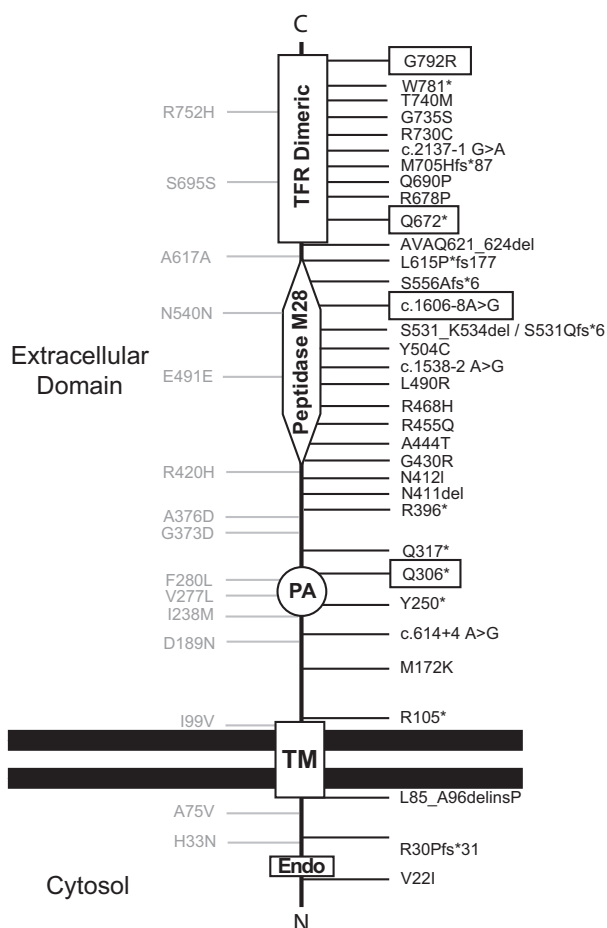 C
G792R
W781*
T740M
G735S
R730C
c.2137-1 G>A
M705Hfs*87
Q690P
R678P
Q672*
AVAQ621_624del
L615P*fs177
S556Afs*6
c.1606-8A>G
S531_K534del / S531Qfs*6
Y504C
c.1538-2 A>G
L490R
R468H
R455Q
A444T
G430R
N412I
N411del
R396*
Q317*
Q306*
Y250*
c.614+4 A>G
M172K
R105*
L85_A96delinsP
R30Pfs*31
V22I
R752H
S695S
A617A
N540N
E491E
R420H
A376D
G373D
F280L
V277L
I238M
D189N
I99V
A75V
H33N
TFR Dimeric
Peptidase M28
PA
TM
Endo
Extracellular
Domain
Cytosol
N